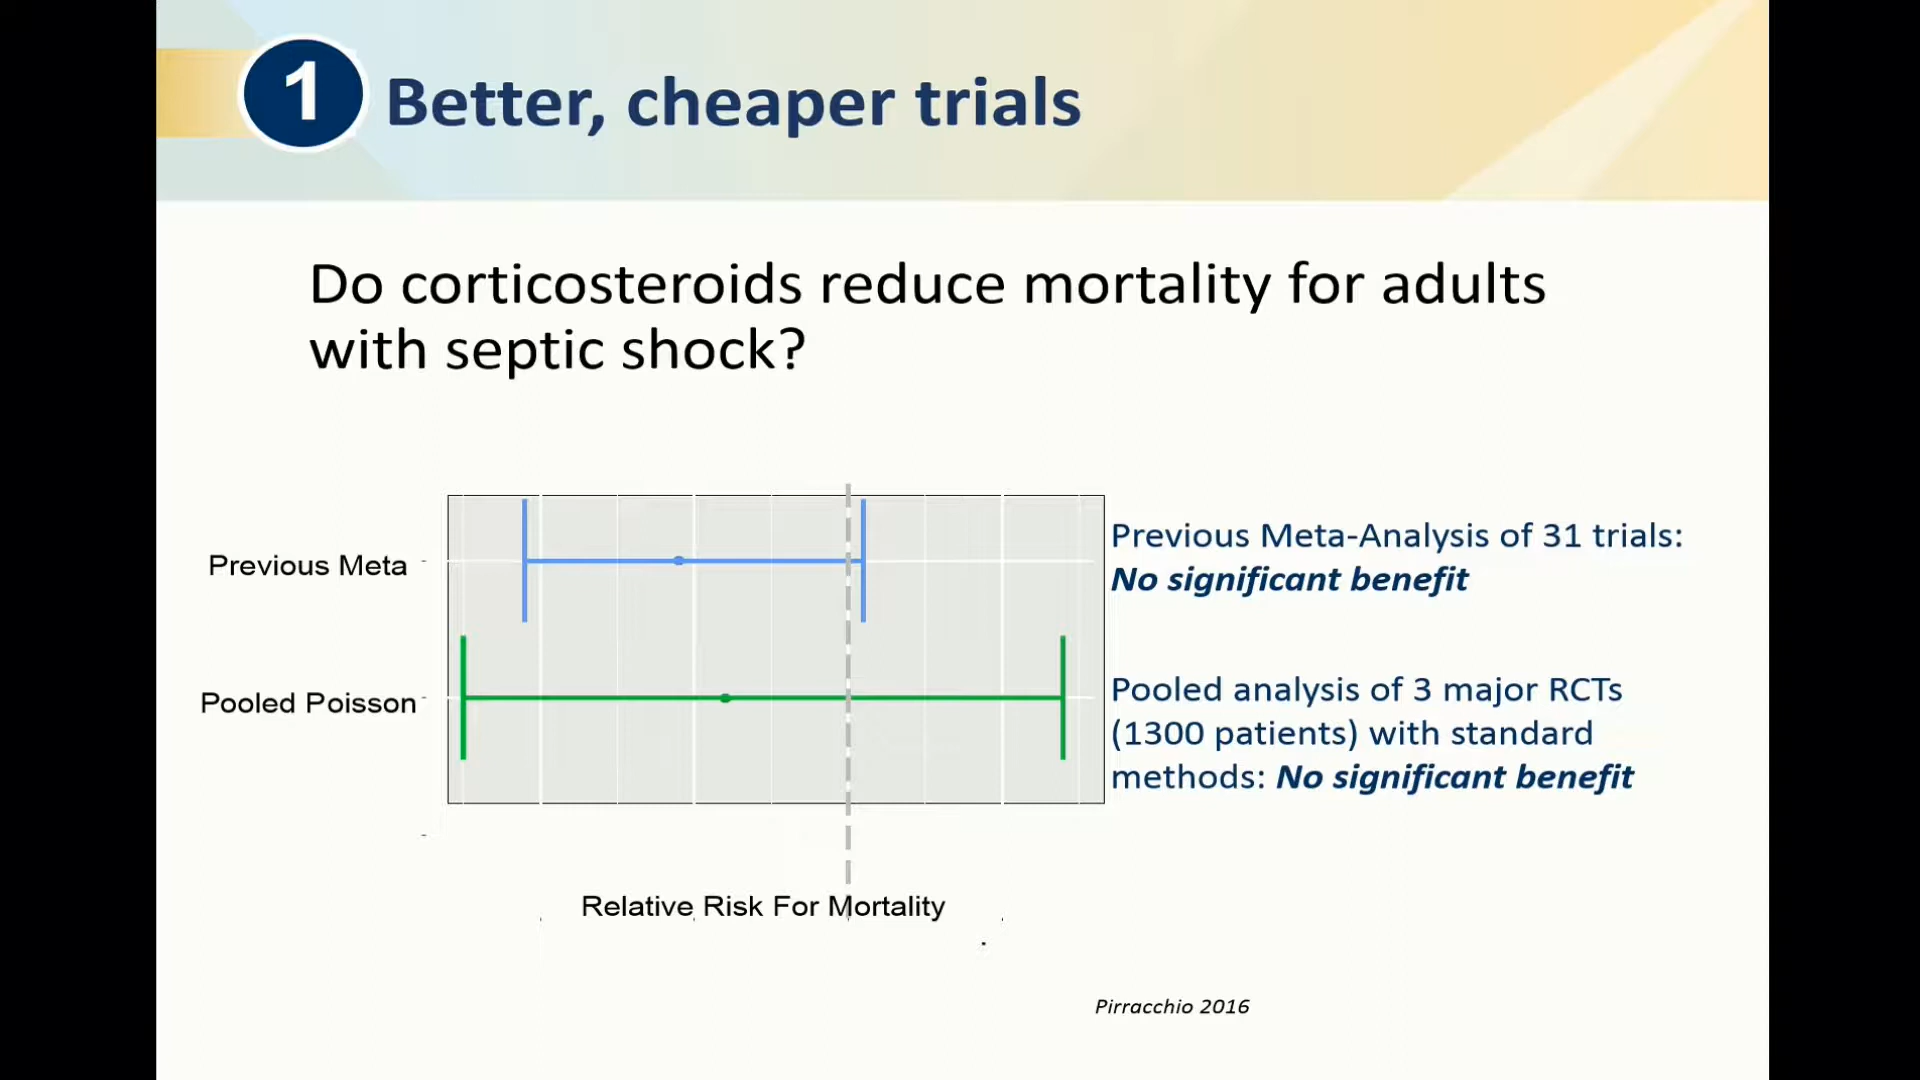 1
Better, cheaper trials
Do corticosteroids reduce mortality for adults
with septic shock?
Previous Meta
Pooled Poisson
Previous Meta-Analysis of 31 trials:
No significant benefit
Pooled analysis of 3 major RCTs
(1300 patients) with standard
methods: No significant benefit
Relative Risk For Mortality
Pirracchio 2016